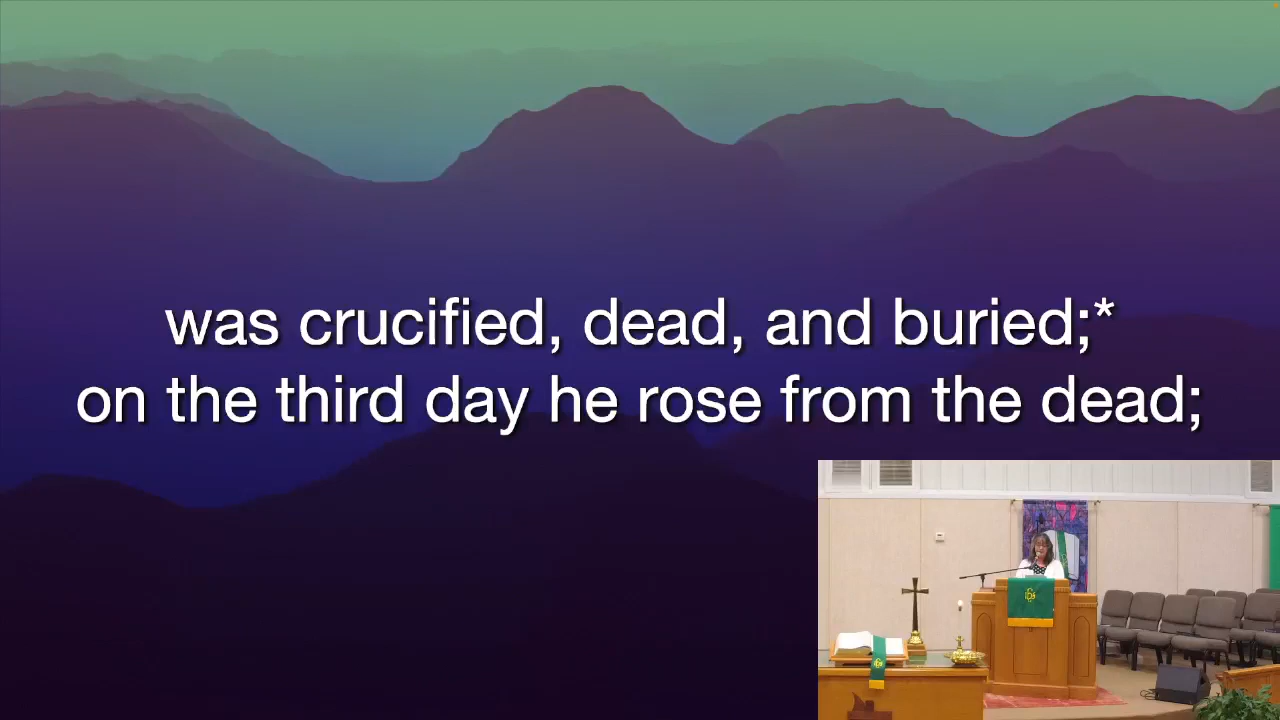 was crucified, dead, and buried;*
on the third day he rose from the dead;